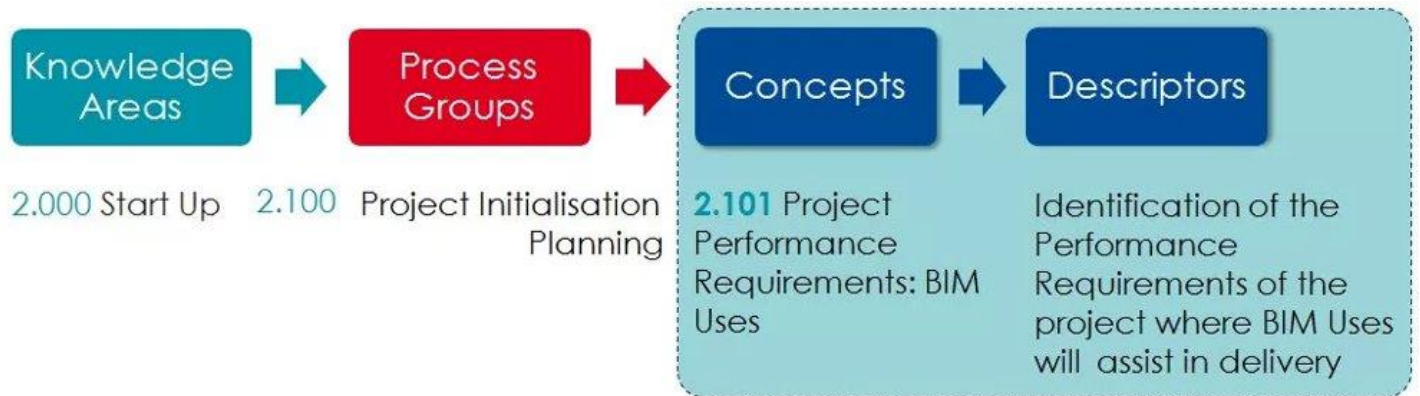 Knowledge
Areas
Process
Groups
Concepts
Descriptors
2.000 Start Up
2.100 Project Initialisation
Planning
2.101 Project
Performance
Requirements: BIM
Uses
Identification of the
Performance
Requirements of the
project where BIM Uses
will assist in delivery